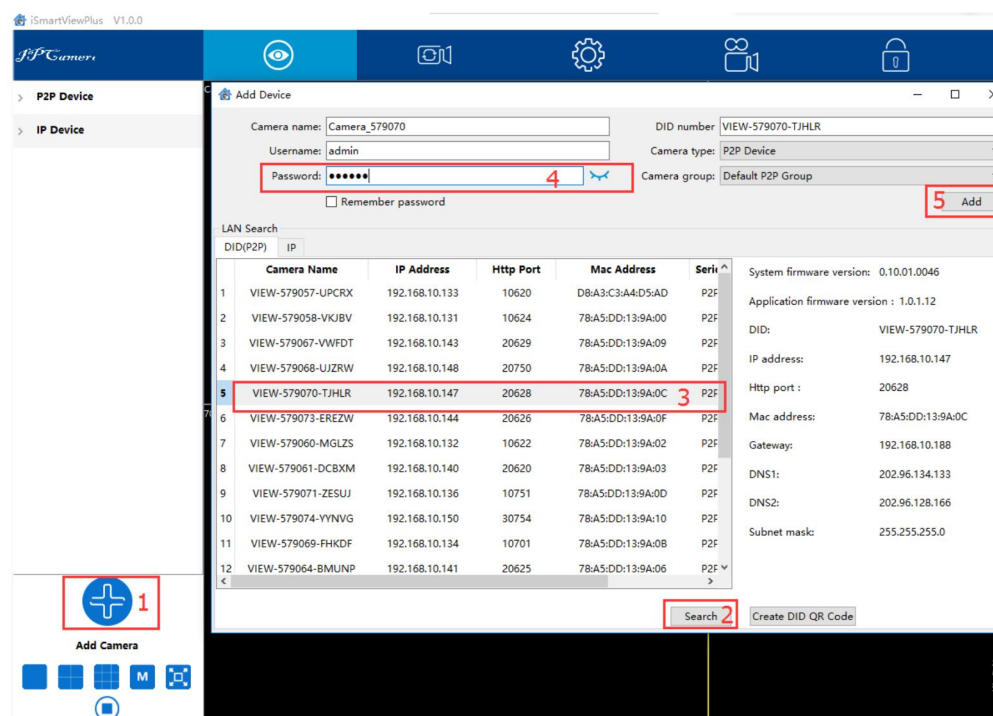 iSmartViewPlus V1.0.0
P2P Device
IP Device
Add Device
Camera name: Camera_579070
DID number VIEW-579070-TJHLR
Username: admin
Camera type: P2P Device
Password: ●●●●●● 4
Camera group: Default P2P Group
Remember password
5 Add
LAN Search
DID(P2P) IP
Camera Name IP Address Http Port Mac Address
1 VIEW-579057-UPCRX 192.168.10.133 10620 D8:A3:C3:A4:D5:AD P2P
2 VIEW-579058-VKJBV 192.168.10.131 10624 78:A5:DD:13:9A:00 P2P
3 VIEW-579067-VWFDT 192.168.10.143 20629 78:A5:DD:13:9A:09 P2P
4 VIEW-579068-UJZRW 192.168.10.148 20750 78:A5:DD:13:9A:0A P2P
5 VIEW-579070-TJHLR 192.168.10.147 20628 78:A5:DD:13:9A:0C 3 P2P
6 VIEW-579073-EREZW 192.168.10.144 20626 78:A5:DD:13:9A:0F P2P
7 VIEW-579060-MGLZS 192.168.10.132 10622 78:A5:DD:13:9A:02 P2P
8 VIEW-579061-DCBXM 192.168.10.140 20620 78:A5:DD:13:9A:03 P2P
9 VIEW-579071-ZESUJ 192.168.10.136 10751 78:A5:DD:13:9A:0D P2P
10 VIEW-579074-YYNVG 192.168.10.150 30754 78:A5:DD:13:9A:10 P2P
11 VIEW-579069-FHKDF 192.168.10.134 10701 78:A5:DD:13:9A:0B P2P
12 VIEW-579064-BMUNP 192.168.10.141 20625 78:A5:DD:13:9A:06 P2P
System firmware version: 0.10.01.0046
Application firmware version : 1.0.1.12
DID: VIEW-579070-TJHLR
IP address: 192.168.10.147
Http port : 20628
Mac address: 78:A5:DD:13:9A:0C
Gateway: 192.168.10.188
DNS1: 202.96.134.133
DNS2: 202.96.128.166
Subnet mask: 255.255.255.0
1
Search 2
Create DID QR Code
Add Camera
M